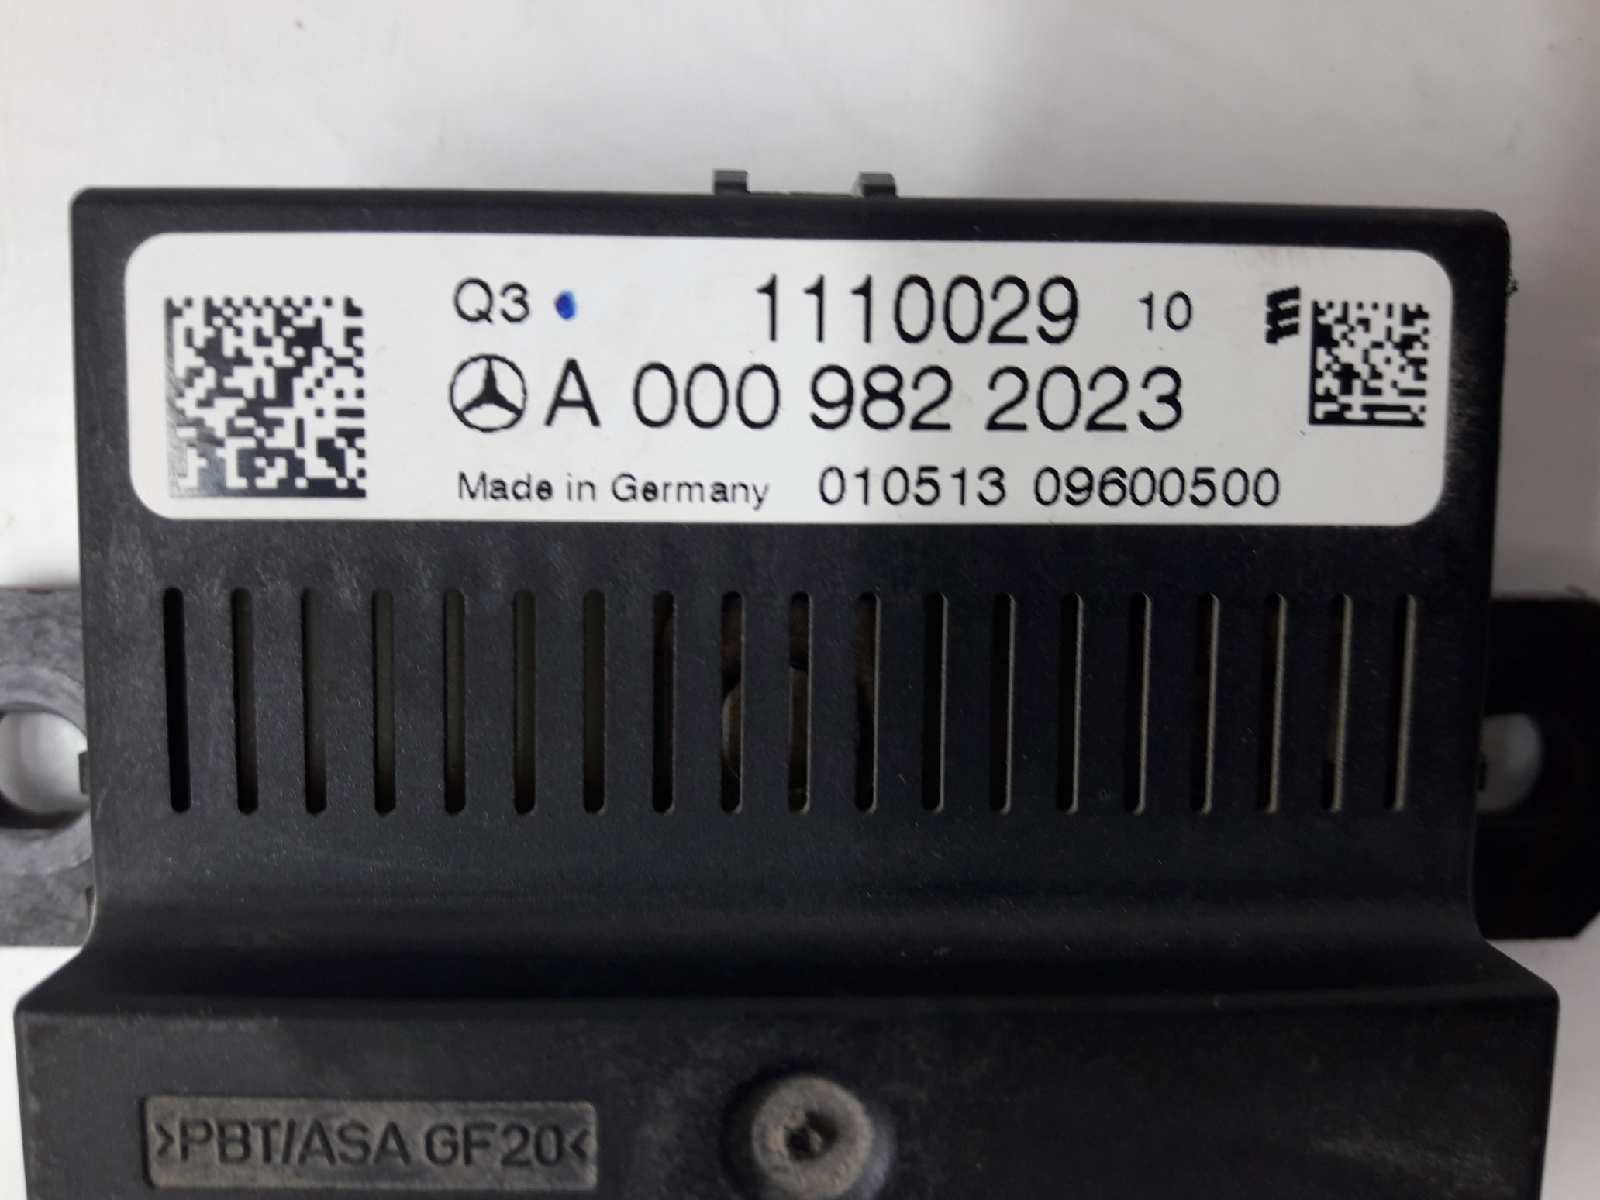 Q3 1110029 10 m
A 000 982 2023
Made in Germany 010513 09600500
>PBT/ASA GF20<